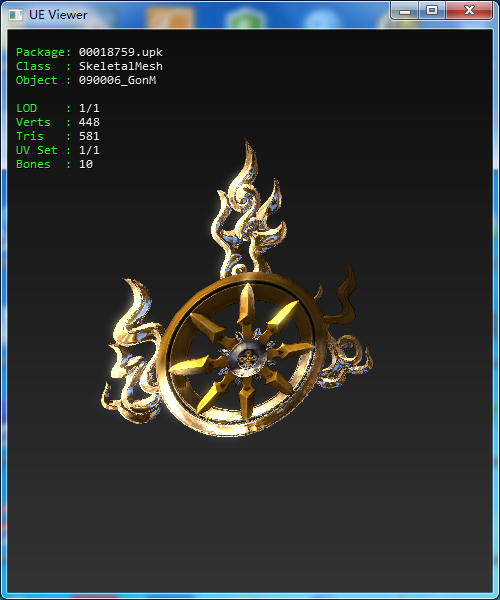 UE Viewer
Package: 00018759.upk
Class : SkeletalMesh
Object : 090006_GonM
LOD : 1/1
Verts : 448
Tris : 581
UV Set : 1/1
Bones : 10